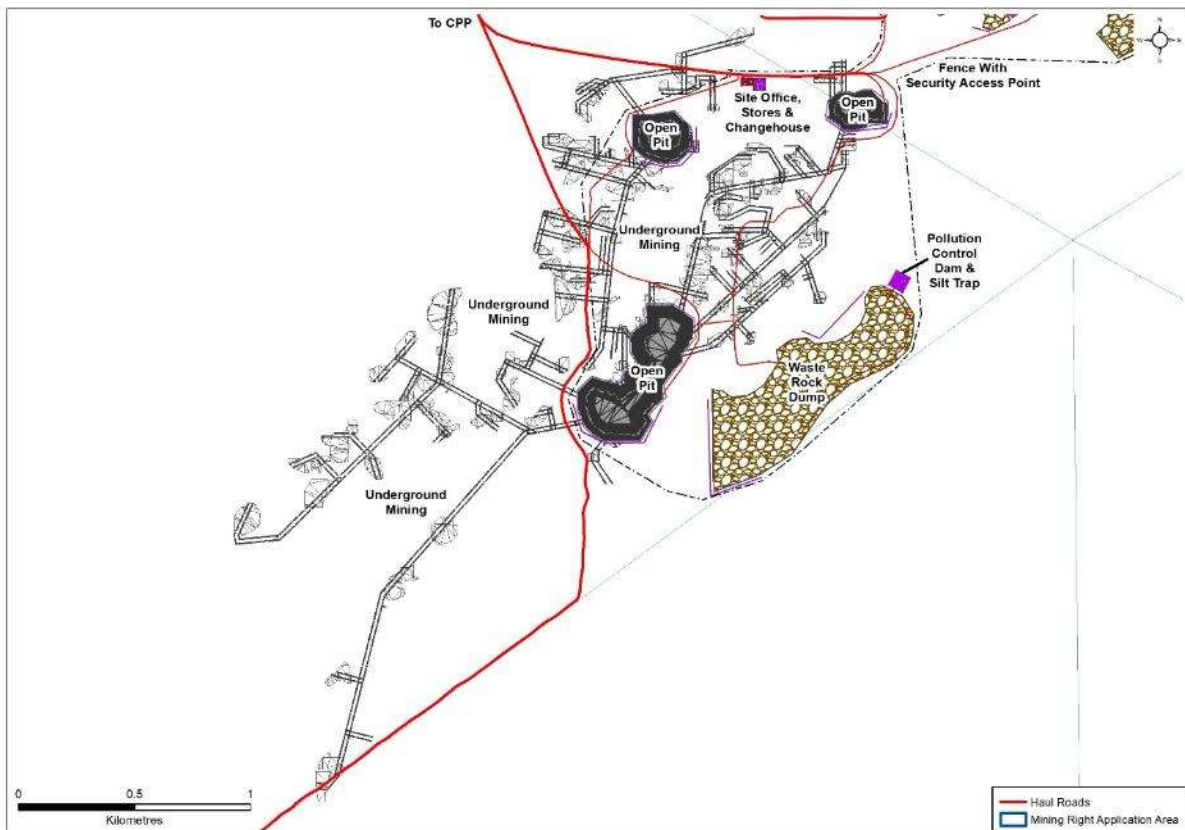 To CPP
N
W
E
S
Fence With
Security Access Point
Site Office,
Stores &
Changehouse
Open
Pit
Open
Pit
Underground
Mining
Pollution
Control
Dam &
Silt Trap
Underground
Mining
Open
Pit
Waste
Rock
Dump
Underground
Mining
0 0.5 1
Kilometres
Haul Roads
Mining Right Application Area